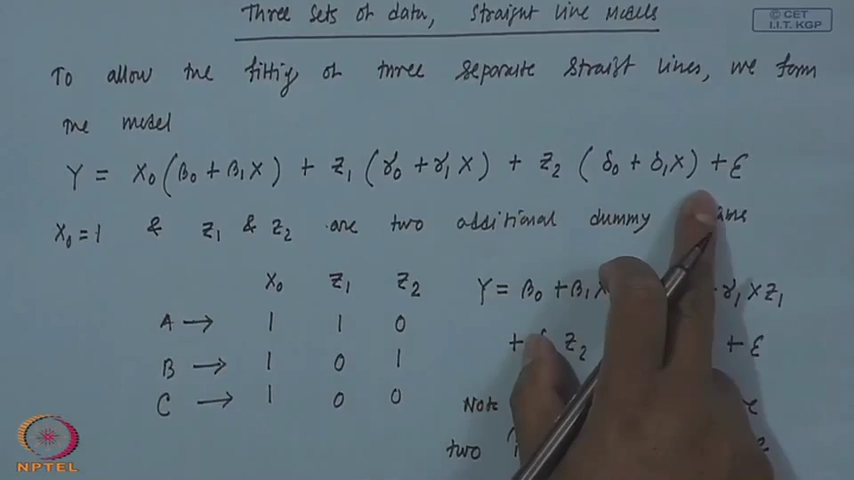 Three sets of data, straight line models
© CET
I.I.T. KGP
To allow the fittig of three separate straigt lines, we form
the model
Y = X₀(β₀ + β₁X) + Z₁(γ₀ + γ₁X) + Z₂(δ₀ + δ₁X) + ε
X₀=1 & Z₁ & Z₂ are two additional dummy
X₀ Z₁ Z₂
A → 1 1 0
B → 1 0 1
C → 1 0 0
Y = β₀ + β₁X γ₁XZ₁
+ Z₂ + ε
Note
two
NPTEL